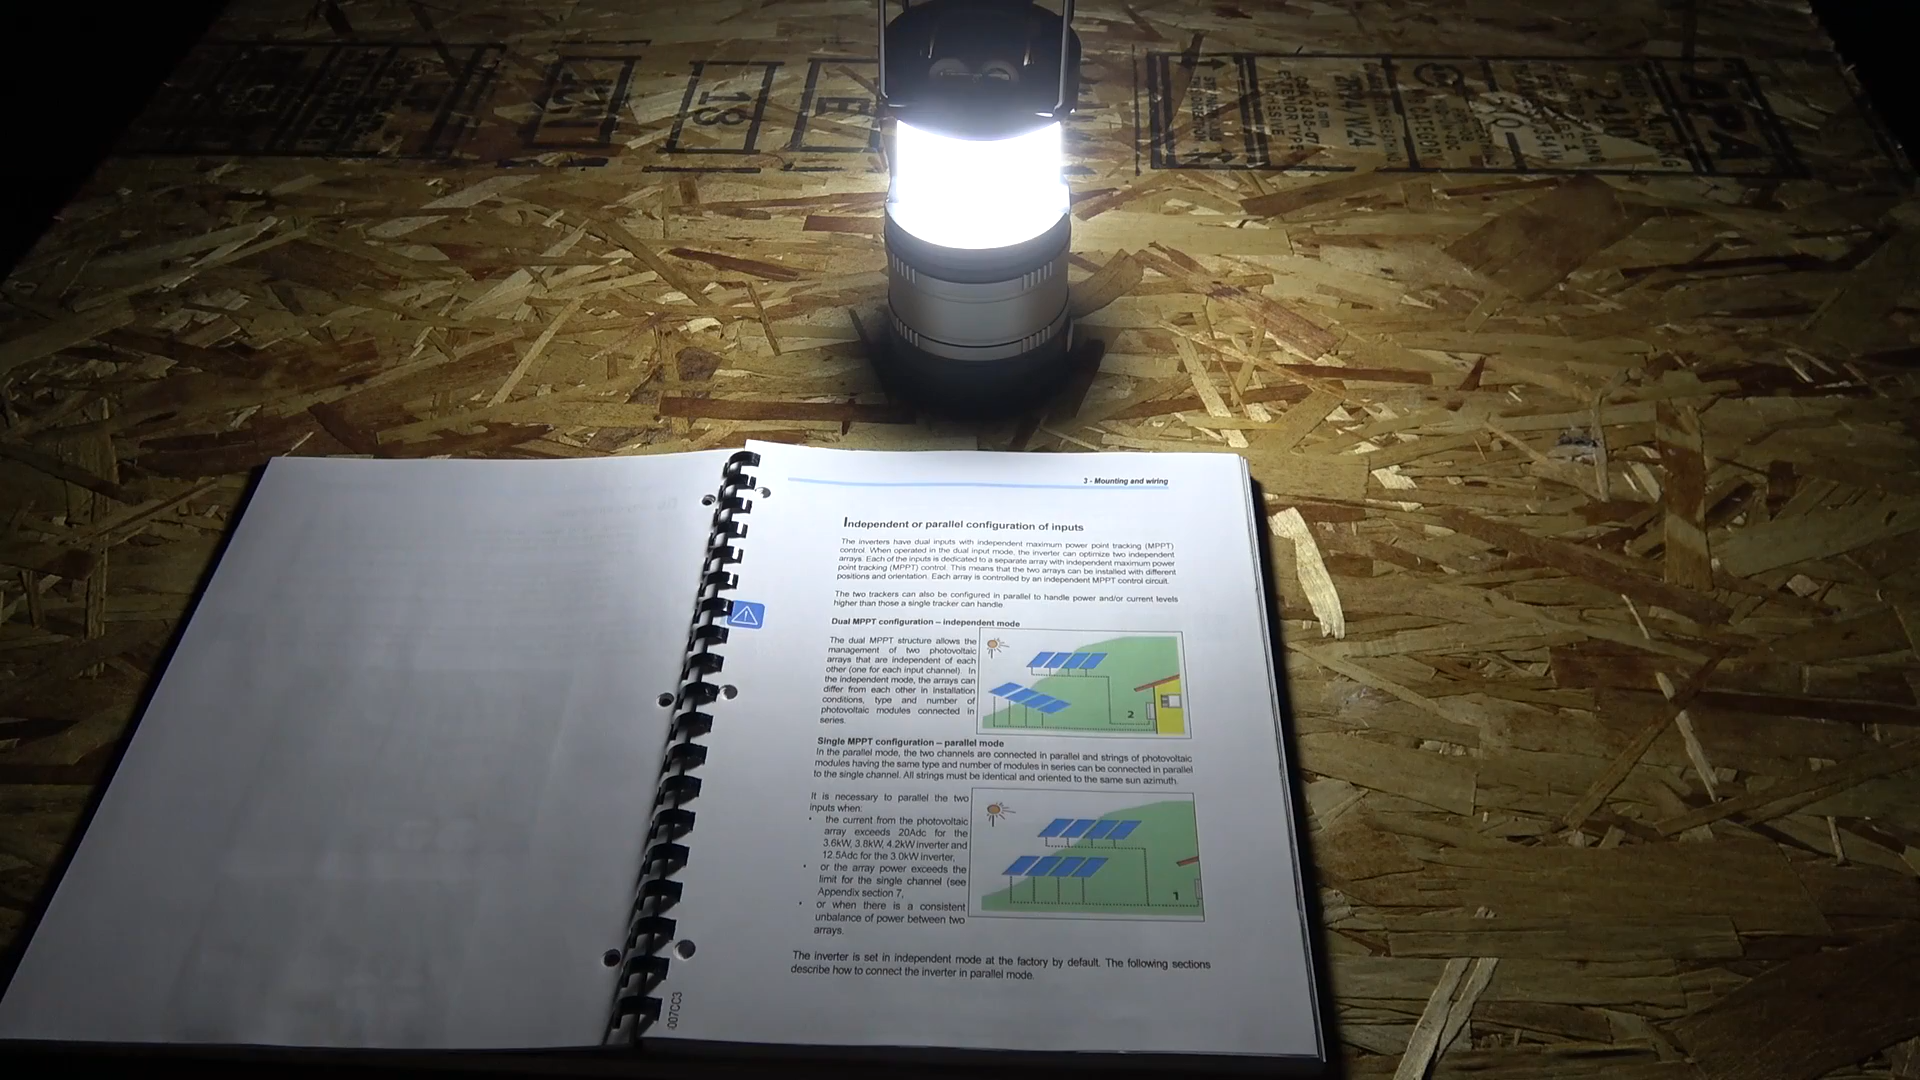 3 - Mounting and wiring
Independent or parallel configuration of inputs
The inverters have dual inputs with independent maximum power point tracking (MPPT)
control. When operated in the dual input mode, the inverter can optimize two independent
arrays. Each of the inputs is dedicated to a separate array with independent maximum power
point tracking (MPPT) control. This means that the two arrays can be installed with different
positions and orientation. Each array is controlled by an independent MPPT control circuit.
The two trackers can also be configured in parallel to handle power and/or current levels
higher than those a single tracker can handle.
Dual MPPT configuration – independent mode
The dual MPPT structure allows the
management of two photovoltaic
arrays that are independent of each
other (one for each input channel). In
the independent mode, the arrays can
differ from each other in installation
conditions, type and number of
photovoltaic modules connected in
series.
2
Single MPPT configuration – parallel mode
In the parallel mode, the two channels are connected in parallel and strings of photovoltaic
modules having the same type and number of modules in series can be connected in parallel
to the single channel. All strings must be identical and oriented to the same sun azimuth.
It is necessary to parallel the two
inputs when:
• the current from the photovoltaic
array exceeds 20Adc for the
3.6kW, 3.8kW, 4.2kW inverter and
12.5Adc for the 3.0kW inverter,
• or the array power exceeds the
limit for the single channel (see
Appendix section 7,
• or when there is a consistent
unbalance of power between two
arrays.
1
The inverter is set in independent mode at the factory by default. The following sections
describe how to connect the inverter in parallel mode.
007CC3
APA
24/16
W24